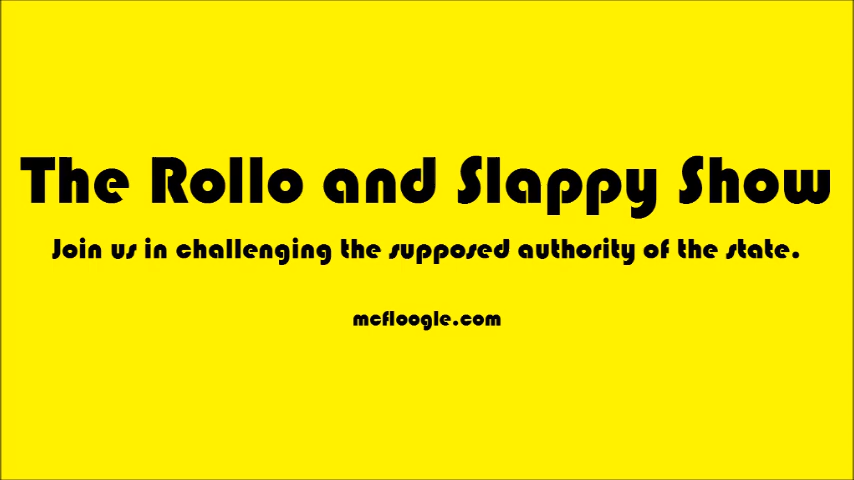 The Rollo and Slappy Show
Join us in challenging the supposed authority of the state.
mcfloogle.com